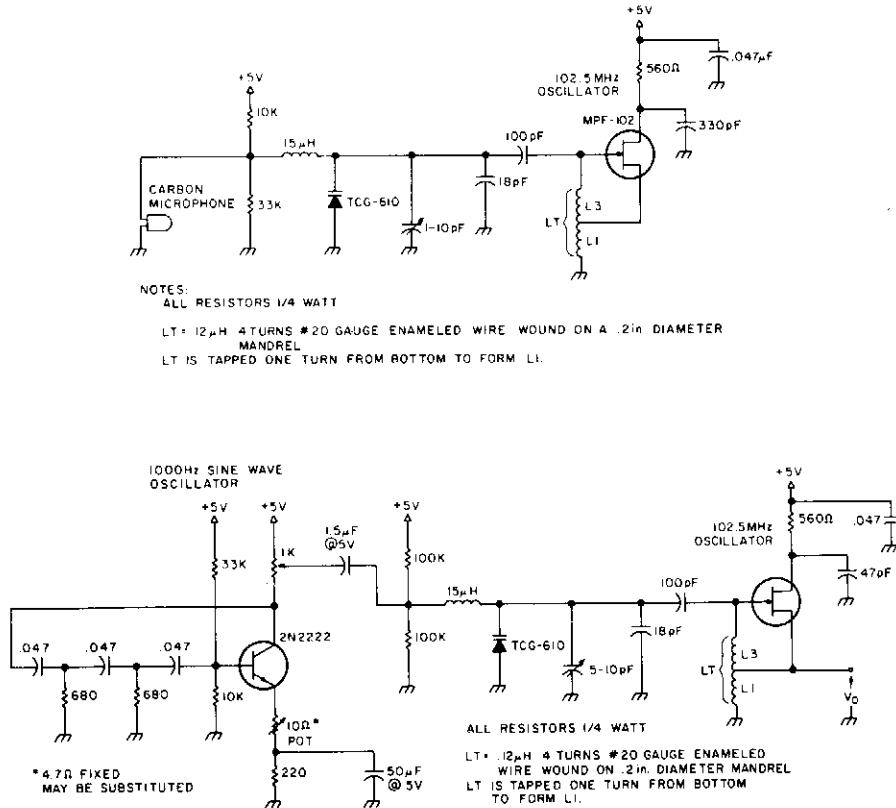 +5V
.047µF
560Ω
102.5MHz
OSCILLATOR
+5V
10K
MPF-102
330pF
100pF
15µH
18pF
CARBON
MICROPHONE
33K
TCG-610
1-10pF
LT
L3
L1
NOTES:
ALL RESISTORS 1/4 WATT
LT= .12µH 4 TURNS #20 GAUGE ENAMELED WIRE WOUND ON A .2in DIAMETER
MANDREL
LT IS TAPPED ONE TURN FROM BOTTOM TO FORM L1.
1000Hz SINE WAVE
OSCILLATOR
+5V
+5V
+5V
+5V
1.5µF
@5V
33K
1K
100K
102.5MHz
OSCILLATOR
560Ω
.047
47pF
15µH
100pF
.047
.047
.047
2N2222
100K
TCG-610
18pF
5-10pF
LT
L3
L1
Vo
680
680
10K
10Ω*
POT
220
50µF
@5V
*4.7Ω FIXED
MAY BE SUBSTITUTED
ALL RESISTORS 1/4 WATT
LT= .12µH 4 TURNS #20 GAUGE ENAMELED
WIRE WOUND ON .2in. DIAMETER MANDREL
LT IS TAPPED ONE TURN FROM BOTTOM
TO FORM L1.